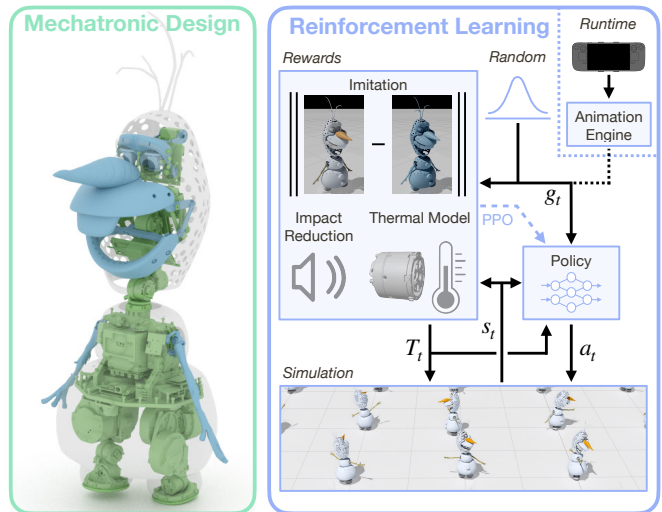 Mechatronic Design
Reinforcement Learning
Runtime
Rewards
Random
Imitation
Animation
Engine
g_t
PPO
Impact
Reduction
Thermal Model
Policy
s_t
T_t
a_t
Simulation